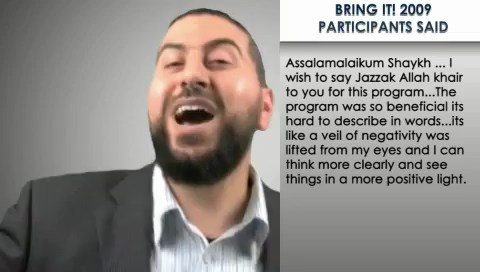 BRING IT! 2009
PARTICIPANTS SAID
Assalamalaikum Shaykh ... I
wish to say Jazzak Allah khair
to you for this program...The
program was so beneficial its
hard to describe in words...its
like a veil of negativity was
lifted from my eyes and I can
think more clearly and see
things in a more positive light.